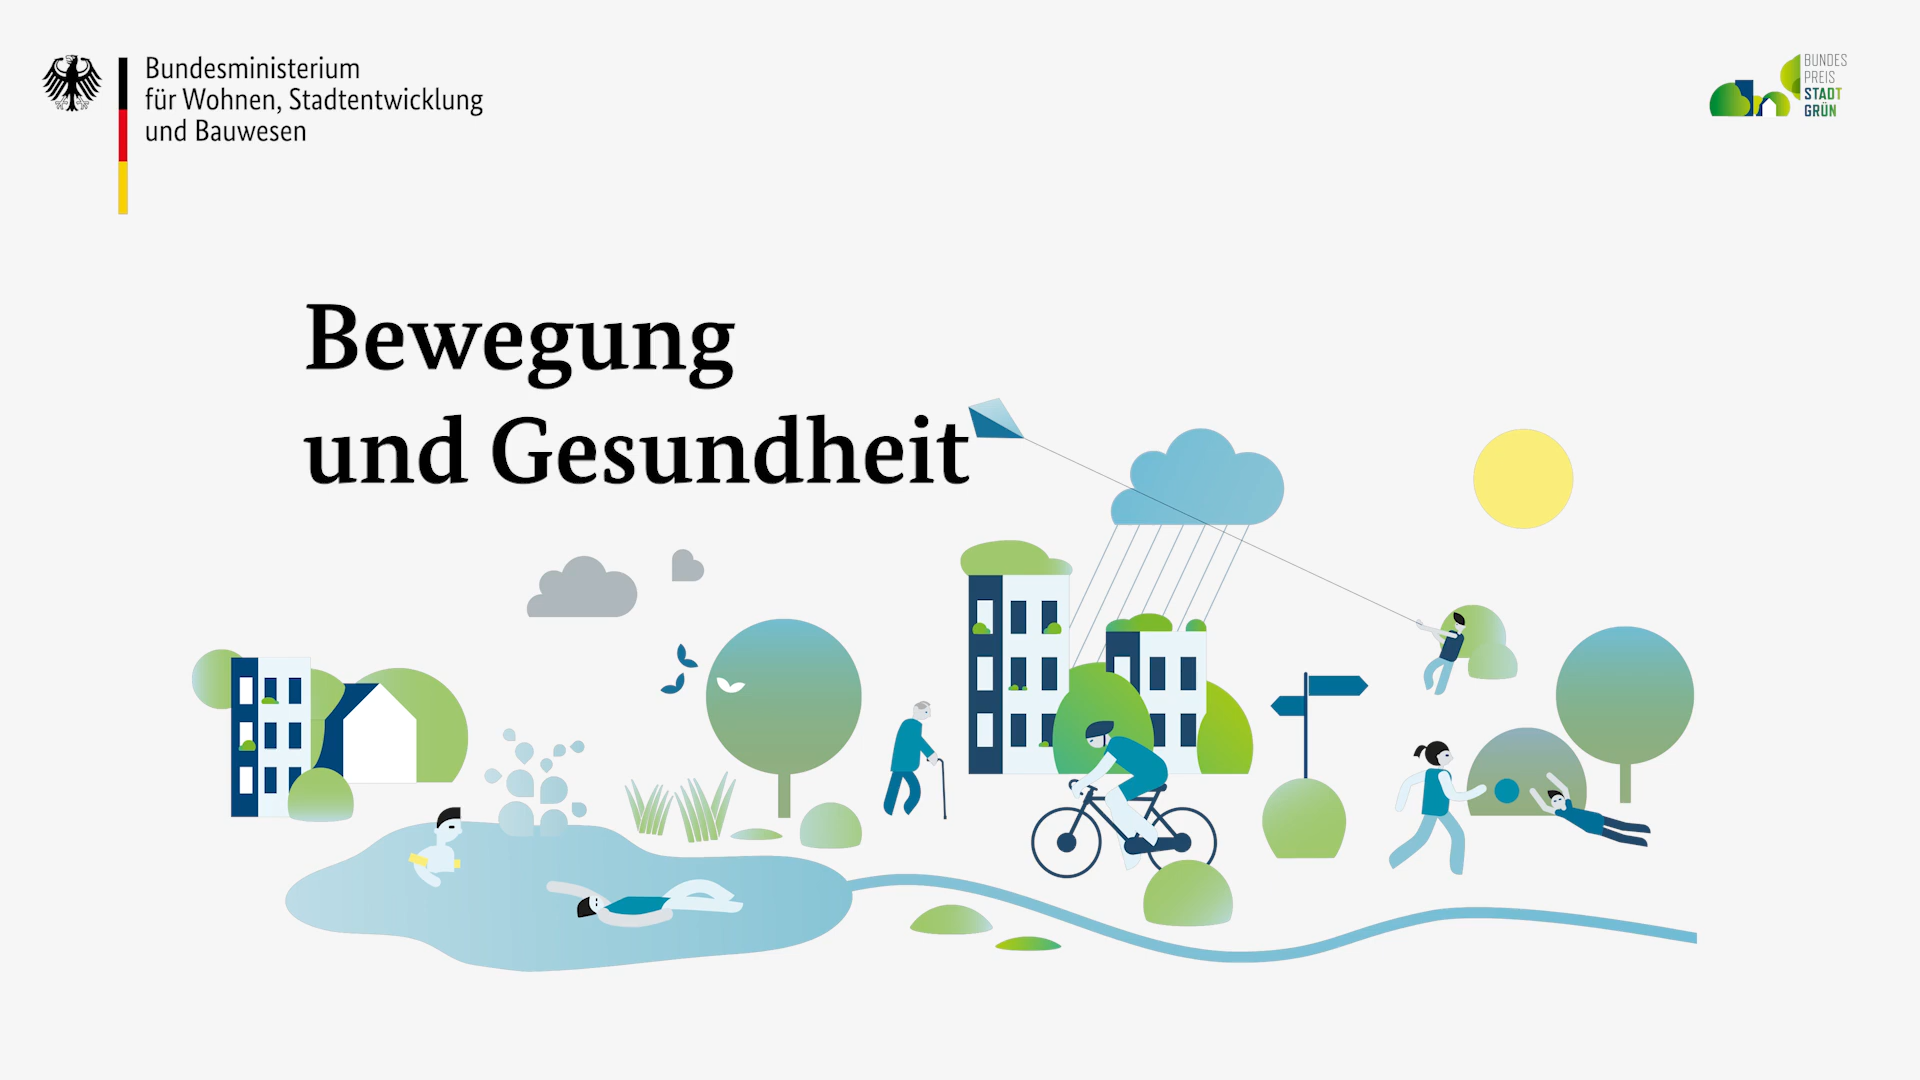 Bundesministerium
für Wohnen, Stadtentwicklung
und Bauwesen
BUNDES
PREIS
STADT
GRÜN
Bewegung
und Gesundheit